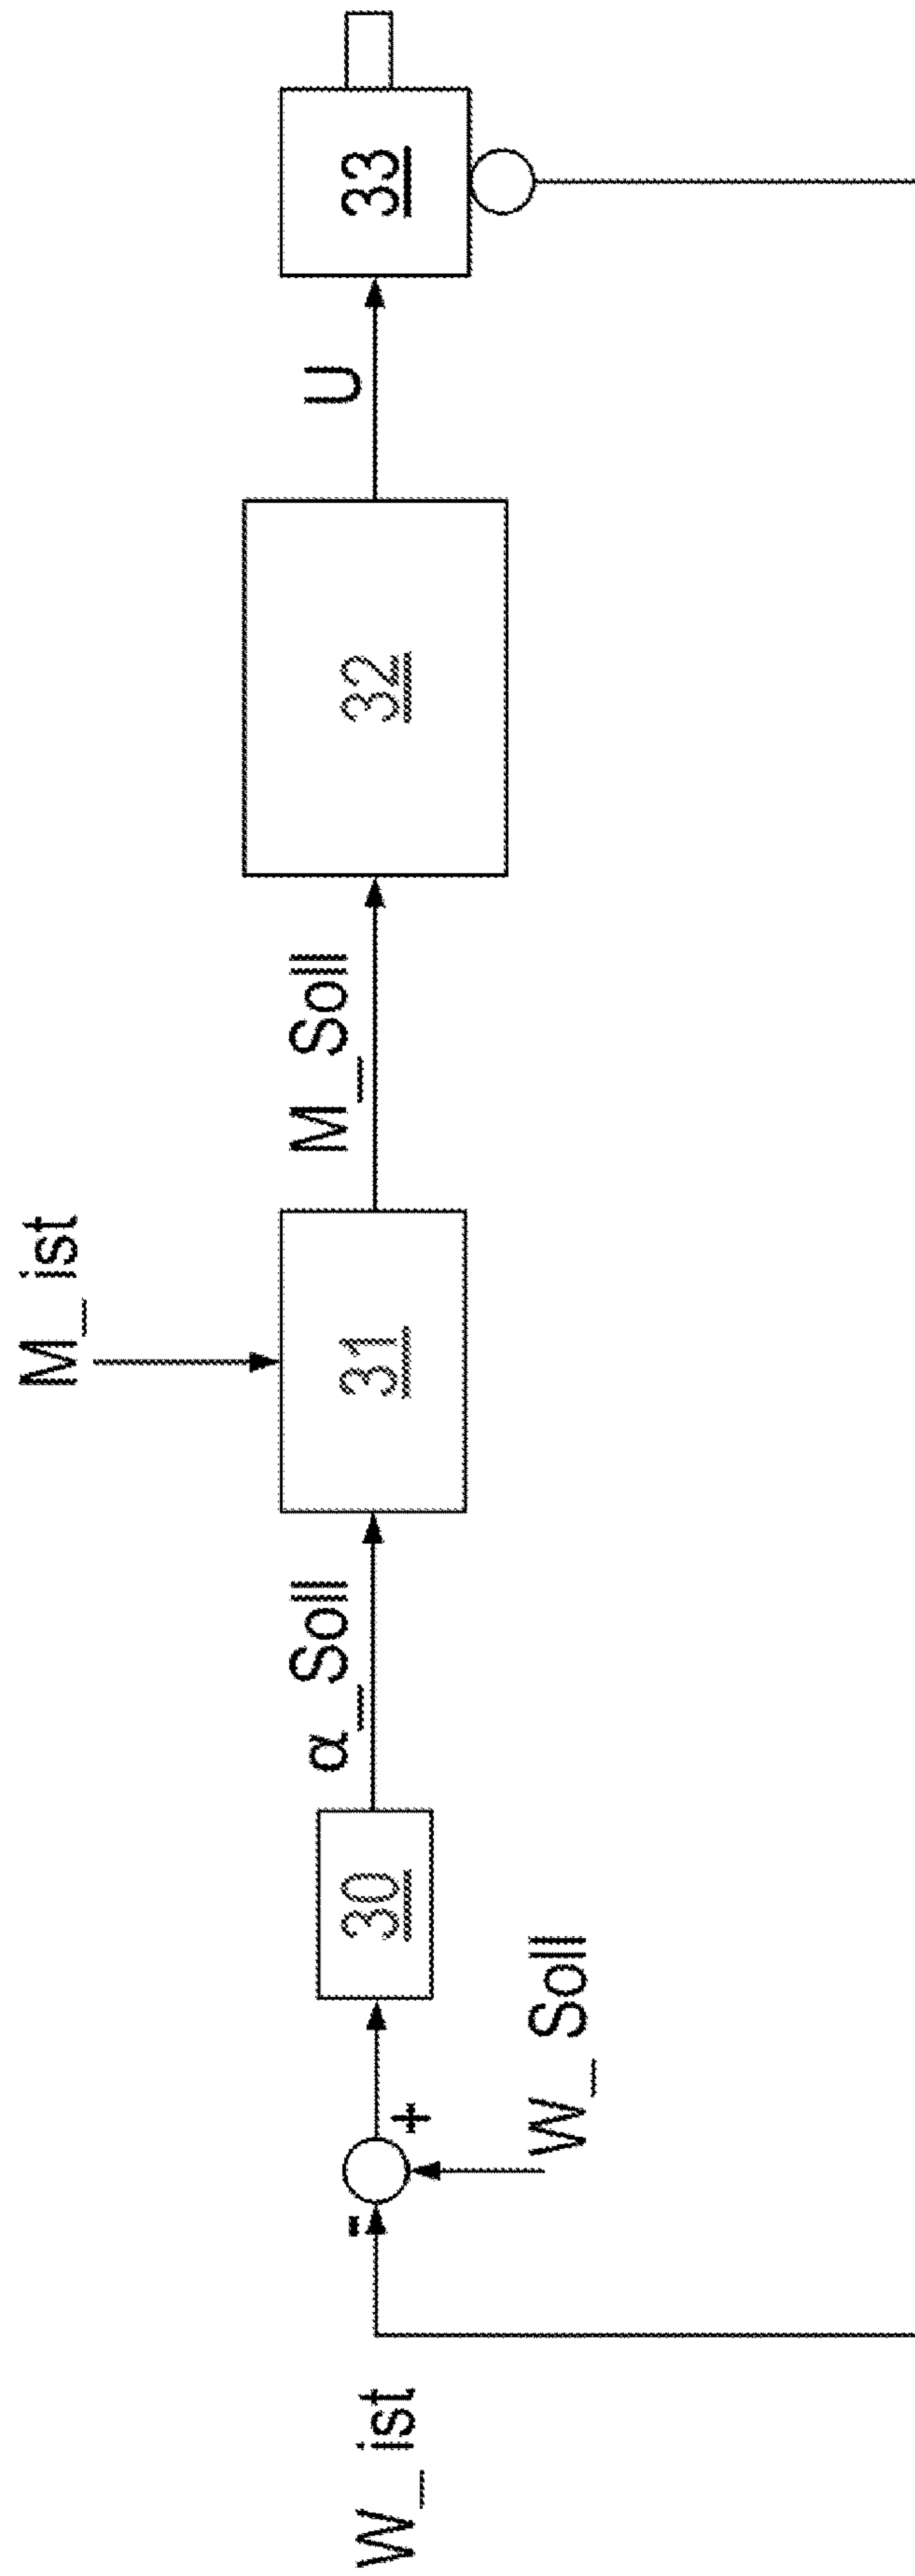 W_ist
-
+
W_Soll
30
α_Soll
31
M_ist
M_Soll
32
U
33